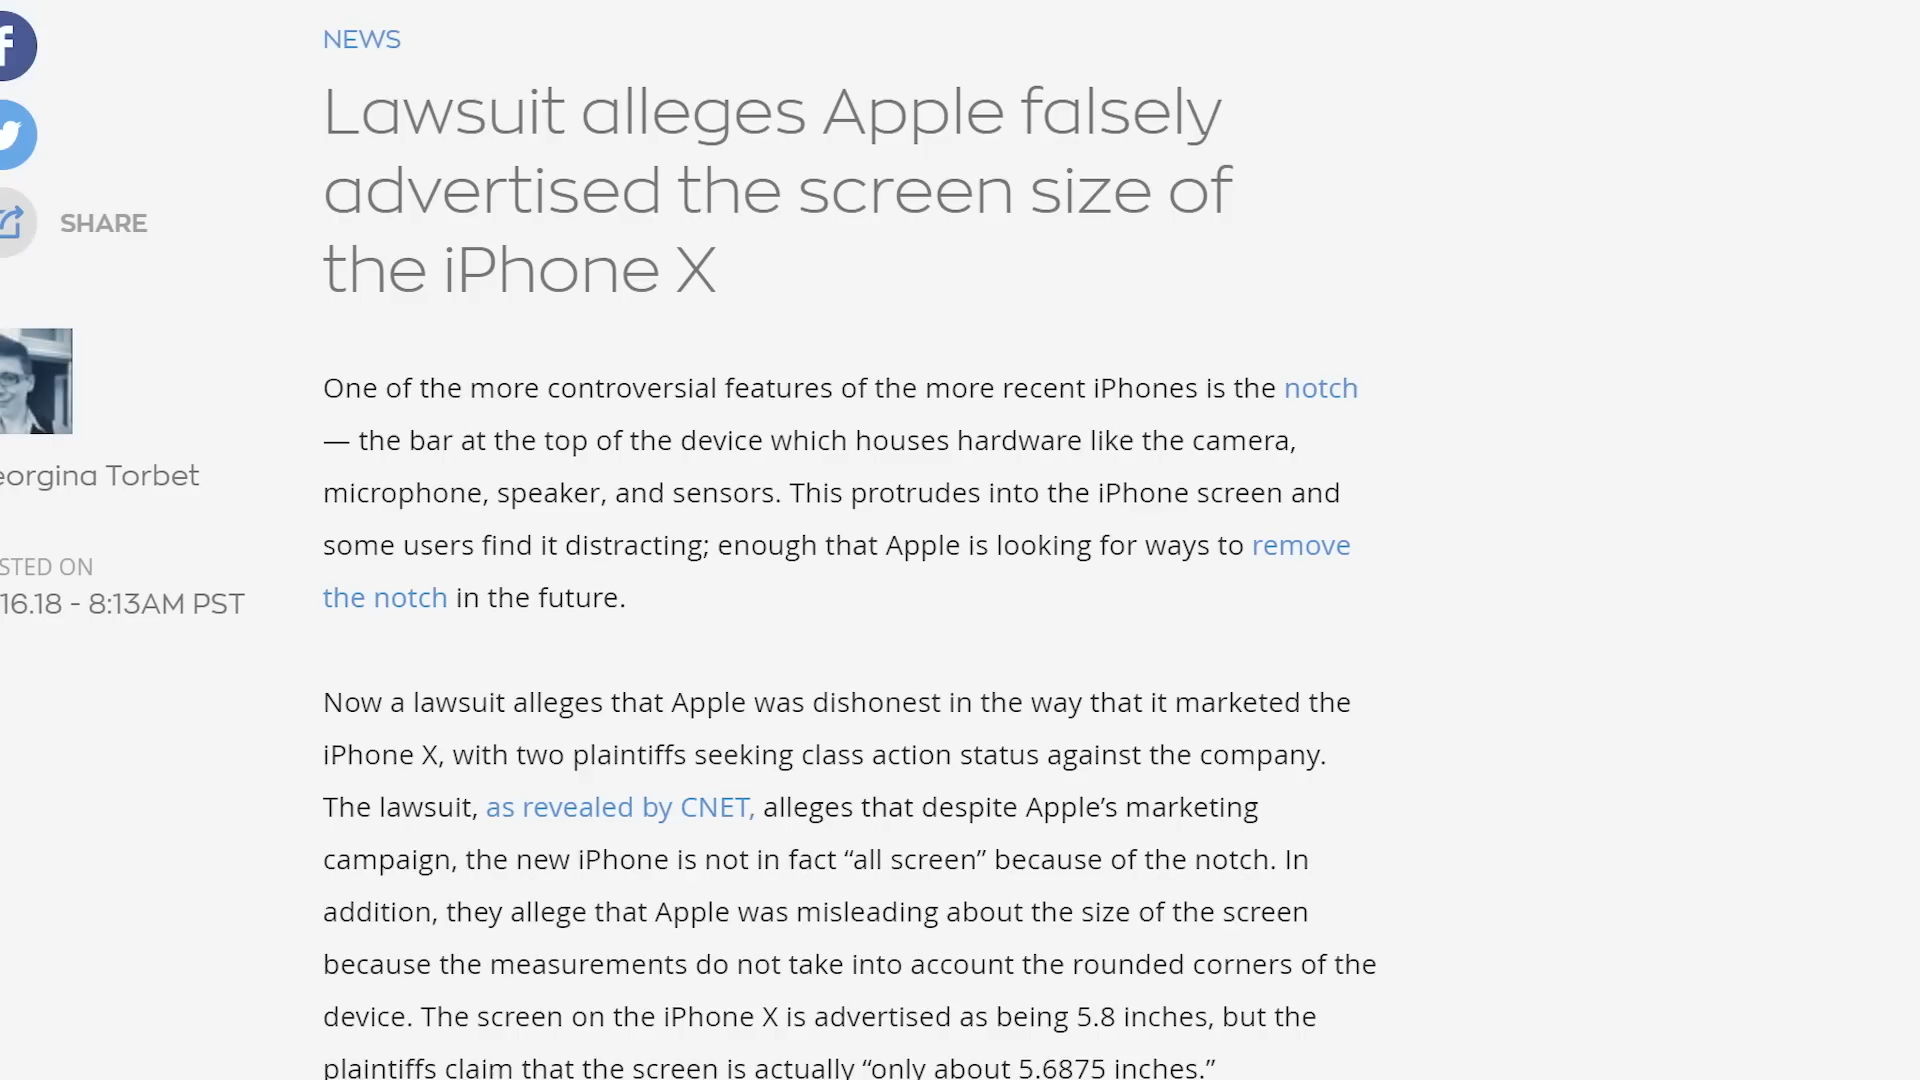 NEWS
Lawsuit alleges Apple falsely
advertised the screen size of
the iPhone X
SHARE
eorgina Torbet
STED ON
16.18 - 8:13AM PST
One of the more controversial features of the more recent iPhones is the notch
— the bar at the top of the device which houses hardware like the camera,
microphone, speaker, and sensors. This protrudes into the iPhone screen and
some users find it distracting; enough that Apple is looking for ways to remove
the notch in the future.
Now a lawsuit alleges that Apple was dishonest in the way that it marketed the
iPhone X, with two plaintiffs seeking class action status against the company.
The lawsuit, as revealed by CNET, alleges that despite Apple’s marketing
campaign, the new iPhone is not in fact “all screen” because of the notch. In
addition, they allege that Apple was misleading about the size of the screen
because the measurements do not take into account the rounded corners of the
device. The screen on the iPhone X is advertised as being 5.8 inches, but the
plaintiffs claim that the screen is actually “only about 5.6875 inches.”